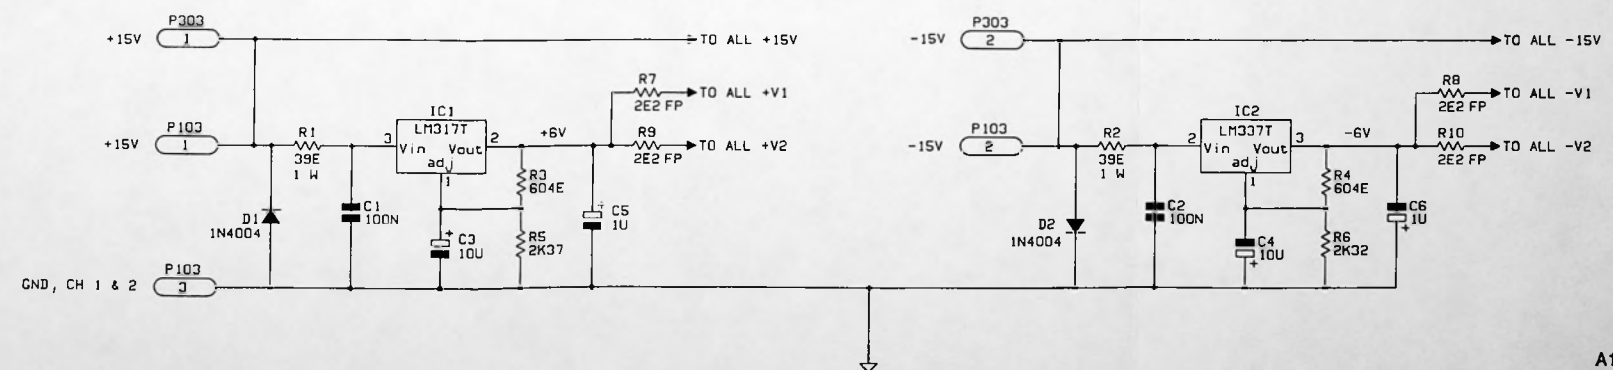 P303
+15V 1 TO ALL +15V
R7
TO ALL +V1
2E2 FP
IC1
P103 LM317T
+15V 1 R1 3 Vin Vout 2 +6V R9 TO ALL +V2
39E adj 2E2 FP
1 W 1
R3
604E
C1
100N
D1
1N4004
+ C5
1U
+ C3
10U
R5
2K37
P103
GND, CH 1 & 2 3
P303
-15V 2 TO ALL -15V
R8
TO ALL -V1
2E2 FP
IC2
P103 LM337T
-15V 2 R2 2 Vin Vout 3 -6V R10 TO ALL -V2
39E adj 2E2 FP
1 W 1
R4
604E
C2
100N
D2
1N4004
C6
1U
+
C4
10U
+
R6
2K32
A1